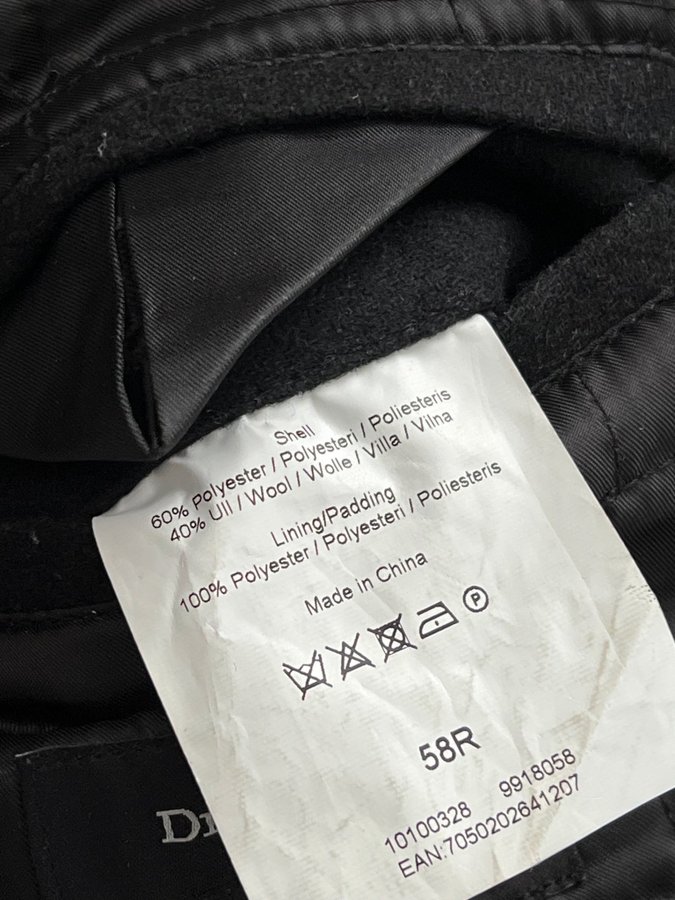 Shell
60% Polyester / Polyesteri / Poliesteris
40% Ull / Wool / Wolle / Villa / Vilna
Lining/Padding
100% Polyester / Polyesteri / Poliesteris
Made in China
P
58R
10100328 9918058
EAN:7050202641207